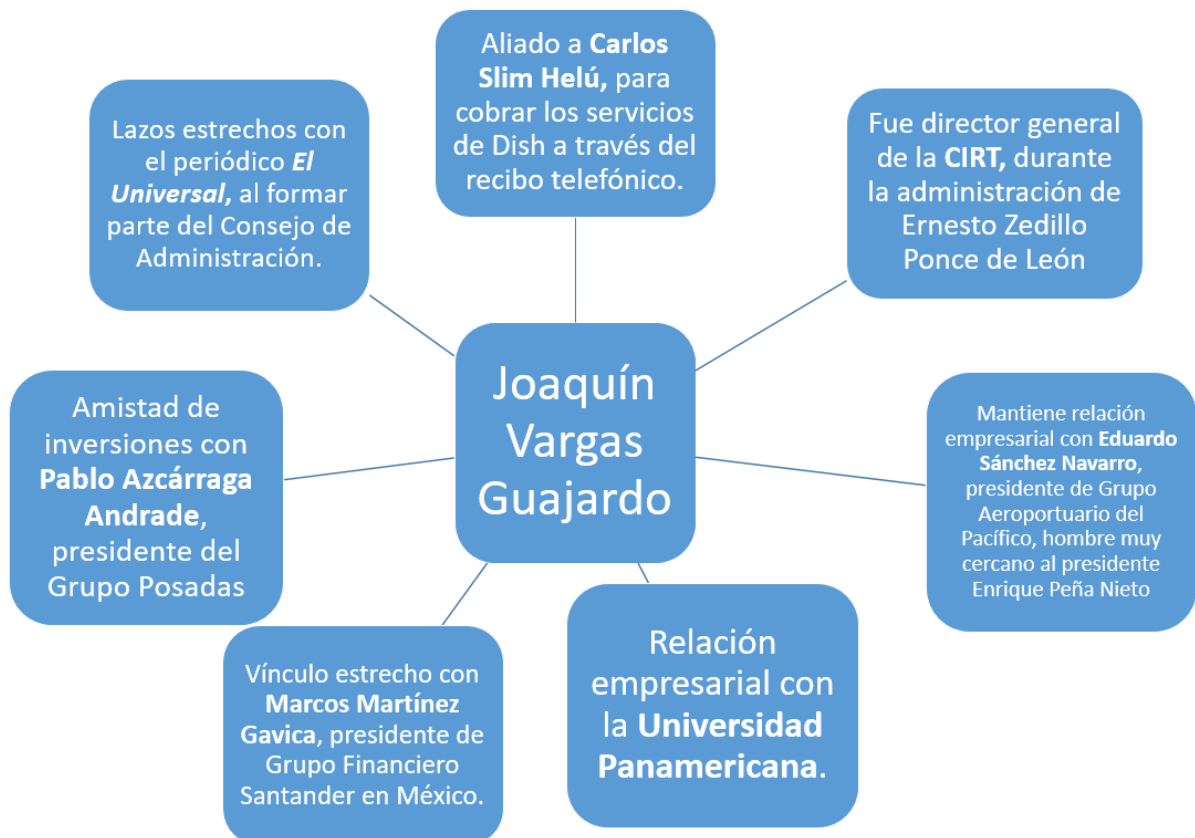 Aliado a Carlos
Slim Helú, para
cobrar los servicios
de Dish a través del
recibo telefónico.
Lazos estrechos con
el periódico El
Universal, al formar
parte del Consejo de
Administración.
Fue director general
de la CIRT, durante
la administración de
Ernesto Zedillo
Ponce de León
Joaquín
Vargas
Guajardo
Amistad de
inversiones con
Pablo Azcárraga
Andrade,
presidente del
Grupo Posadas
Mantiene relación
empresarial con Eduardo
Sánchez Navarro,
presidente de Grupo
Aeroportuario del
Pacífico, hombre muy
cercano al presidente
Enrique Peña Nieto
Vínculo estrecho con
Marcos Martínez
Gavica, presidente de
Grupo Financiero
Santander en México.
Relación
empresarial con
la Universidad
Panamericana.